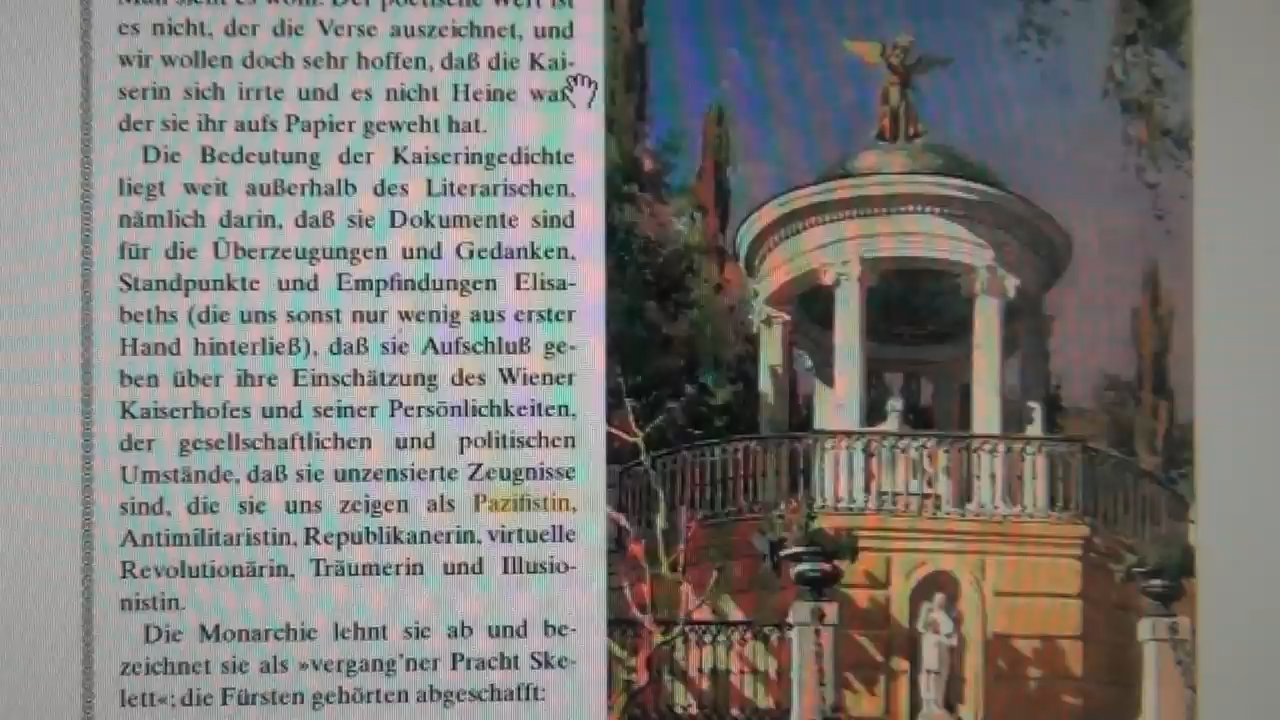 es nicht, der die Verse auszeichnet, und
wir wollen doch sehr hoffen, daß die Kai-
serin sich irrte und es nicht Heine war,
der sie ihr aufs Papier geweht hat.
Die Bedeutung der Kaiseringedichte
liegt weit außerhalb des Literarischen,
nämlich darin, daß sie Dokumente sind
für die Überzeugungen und Gedanken,
Standpunkte und Empfindungen Elisa-
beths (die uns sonst nur wenig aus erster
Hand hinterließ), daß sie Aufschluß ge-
ben über ihre Einschätzung des Wiener
Kaiserhofes und seiner Persönlichkeiten,
der gesellschaftlichen und politischen
Umstände, daß sie unzensierte Zeugnisse
sind, die sie uns zeigen als Pazifistin,
Antimilitaristin, Republikanerin, virtuelle
Revolutionärin, Träumerin und Illusio-
nistin.
Die Monarchie lehnt sie ab und be-
zeichnet sie als »vergang'ner Pracht Ske-
lett«; die Fürsten gehörten abgeschafft: